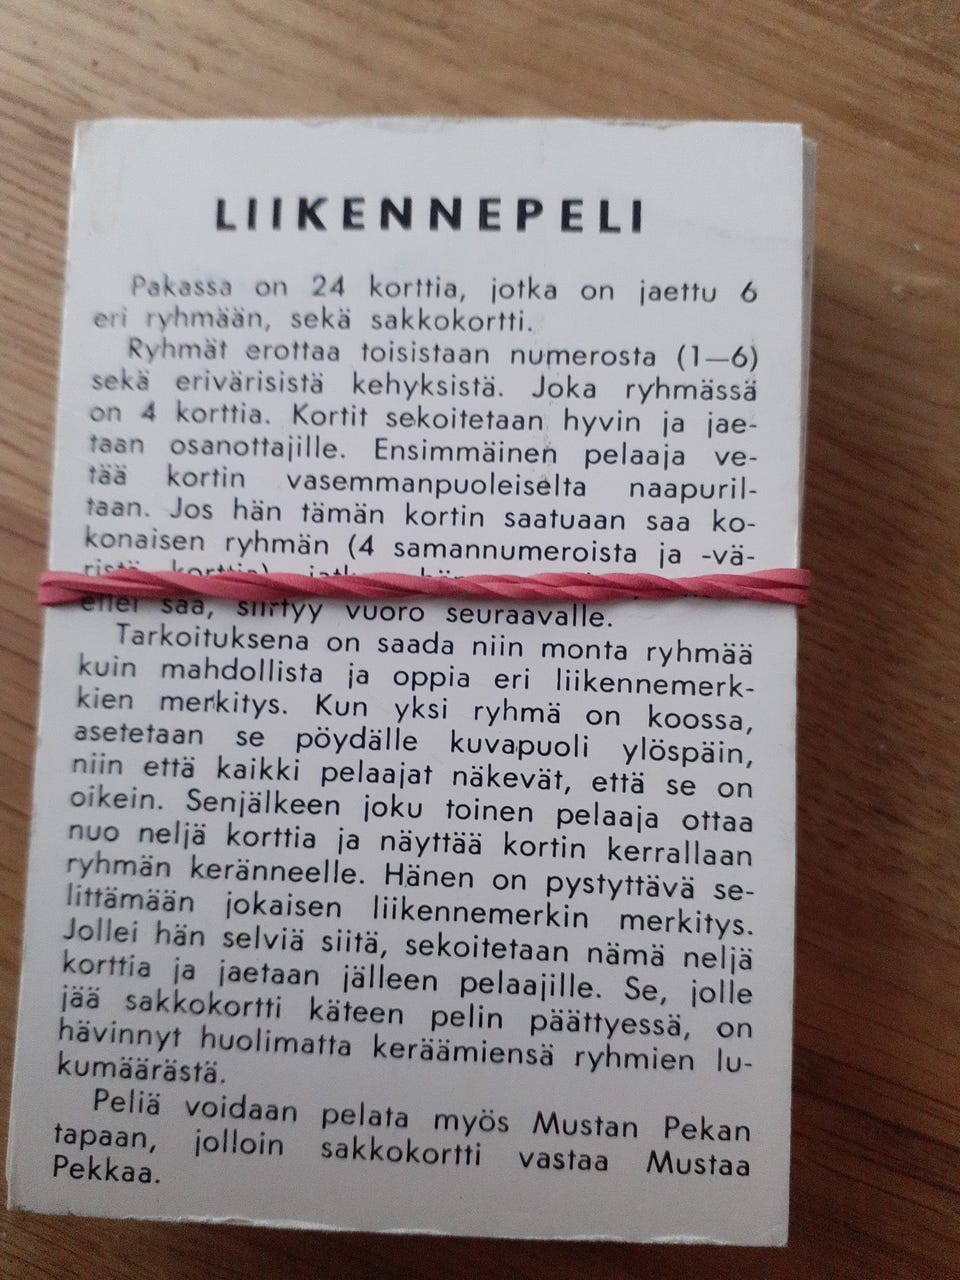 LIIKENNEPELI
Pakassa on 24 korttia, jotka on jaettu 6
eri ryhmään, sekä sakkokortti.
Ryhmät erottaa toisistaan numerosta (1—6)
sekä erivärisistä kehyksistä. Joka ryhmässä
on 4 korttia. Kortit sekoitetaan hyvin ja jae-
taan osanottajille. Ensimmäinen pelaaja ve-
tää kortin vasemmanpuoleiselta naapuril-
taan. Jos hän tämän kortin saatuaan saa ko-
konaisen ryhmän (4 samannumeroista ja -vä-
ristä korttia)
ellei saa, siirtyy vuoro seuraavalle.
Tarkoituksena on saada niin monta ryhmää
kuin mahdollista ja oppia eri liikennemerk-
kien merkitys. Kun yksi ryhmä on koossa,
asetetaan se pöydälle kuvapuoli ylöspäin,
niin että kaikki pelaajat näkevät, että se on
oikein. Senjälkeen joku toinen pelaaja ottaa
nuo neljä korttia ja näyttää kortin kerrallaan
ryhmän keränneelle. Hänen on pystyttävä se-
littämään jokaisen liikennemerkin merkitys.
Jollei hän selviä siitä, sekoitetaan nämä neljä
korttia ja jaetaan jälleen pelaajille. Se, jolle
jää sakkokortti käteen pelin päättyessä, on
hävinnyt huolimatta keräämiensä ryhmien lu-
kumäärästä.
Peliä voidaan pelata myös Mustan Pekan
tapaan, jolloin sakkokortti vastaa Mustaa
Pekkaa.